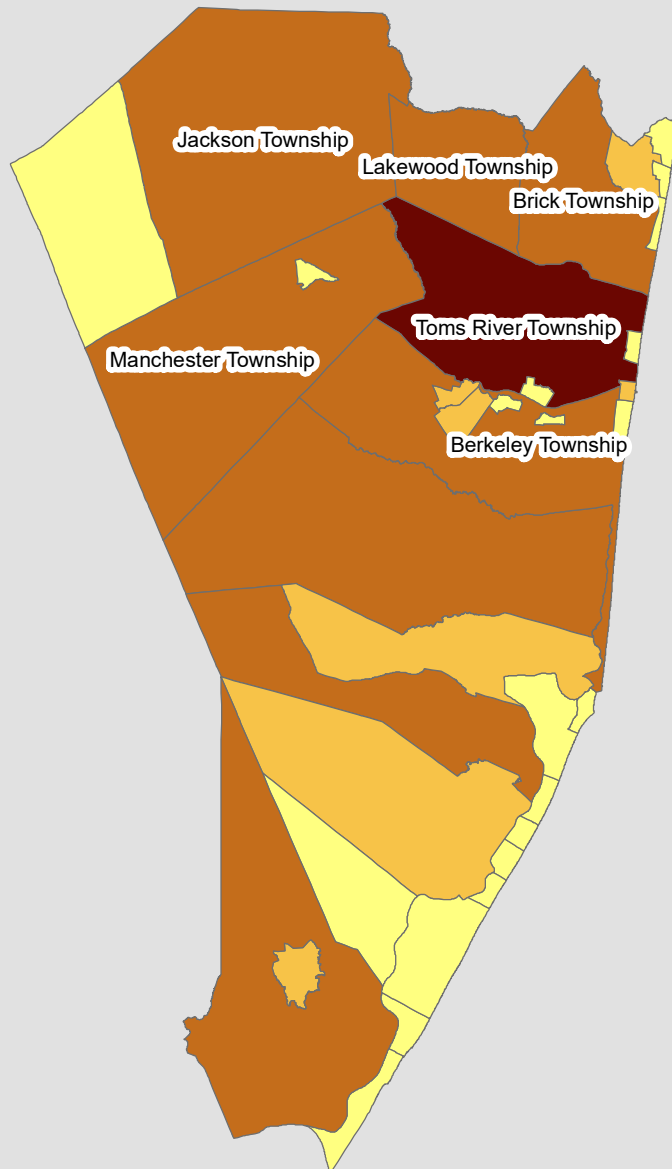 Jackson Township
Lakewood Township
Brick Township
Toms River Township
Manchester Township
Berkeley Township